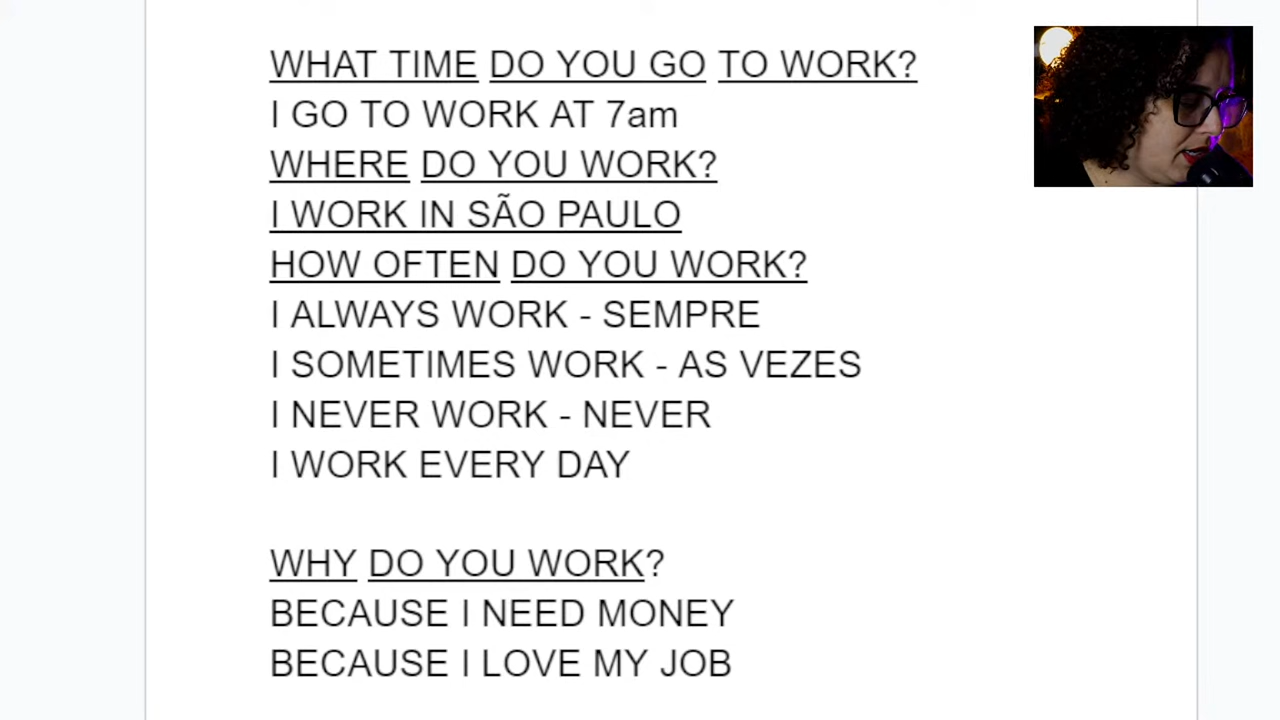 WHAT TIME DO YOU GO TO WORK?
I GO TO WORK AT 7am
WHERE DO YOU WORK?
I WORK IN SÃO PAULO
HOW OFTEN DO YOU WORK?
I ALWAYS WORK - SEMPRE
I SOMETIMES WORK - AS VEZES
I NEVER WORK - NEVER
I WORK EVERY DAY
WHY DO YOU WORK?
BECAUSE I NEED MONEY
BECAUSE I LOVE MY JOB